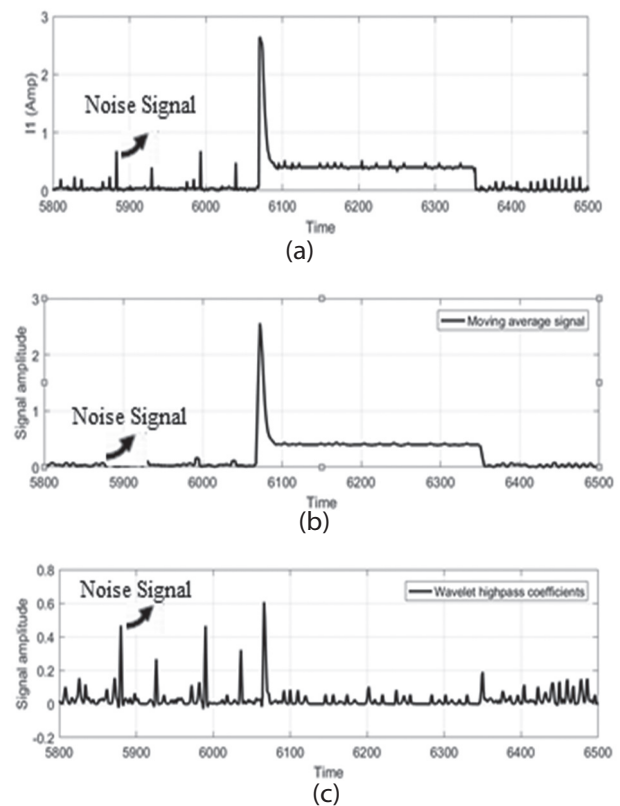 3
2
1
0
I1 (Amp)
Noise Signal
5800 5900 6000 6100 6200 6300 6400 6500
Time
(a)
3
2
1
0
Signal amplitude
Moving average signal
Noise Signal
5800 5900 6000 6100 6200 6300 6400 6500
Time
(b)
0.8
0.6
0.4
0.2
0
-0.2
Signal amplitude
Noise Signal
Wavelet highpass coefficients
5800 5900 6000 6100 6200 6300 6400 6500
Time
(c)